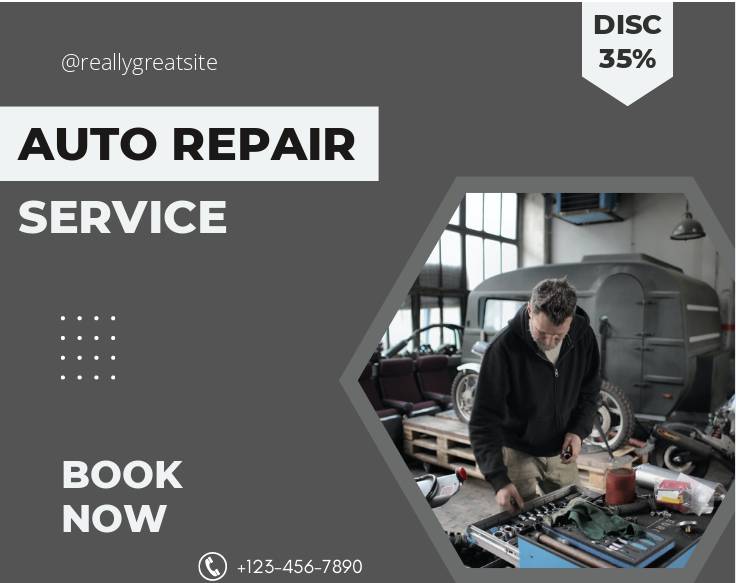 DISC
35%
@reallygreatsite
AUTO REPAIR
SERVICE
BOOK
NOW
+123-456-7890